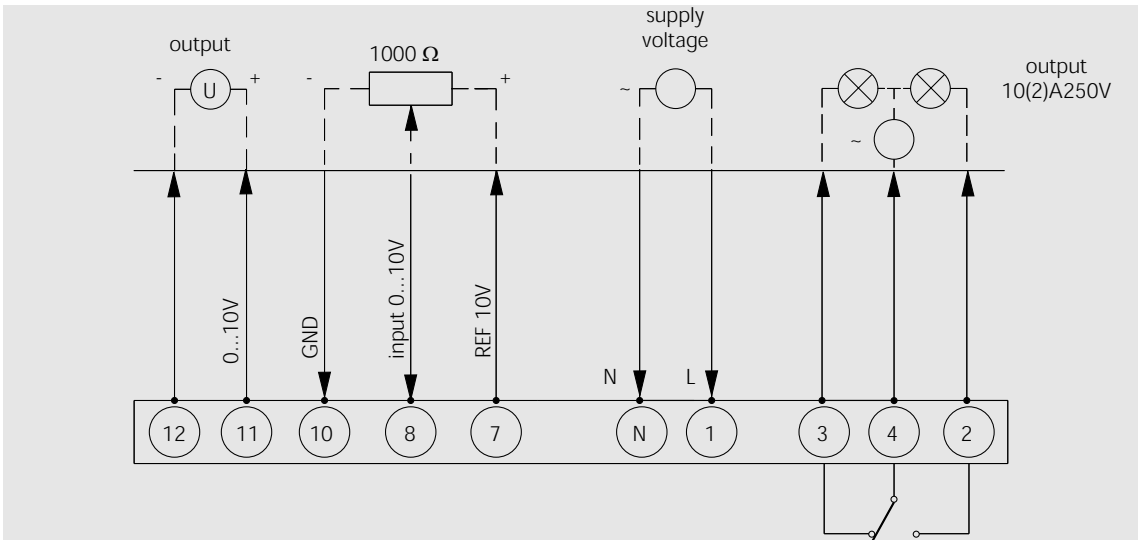 output
- U +
1000 Ω
- +
supply
voltage
~
output
10(2)A250V
~
0...10V
GND
input 0...10V
REF 10V
N L
12 11 10 8 7 N 1 3 4 2